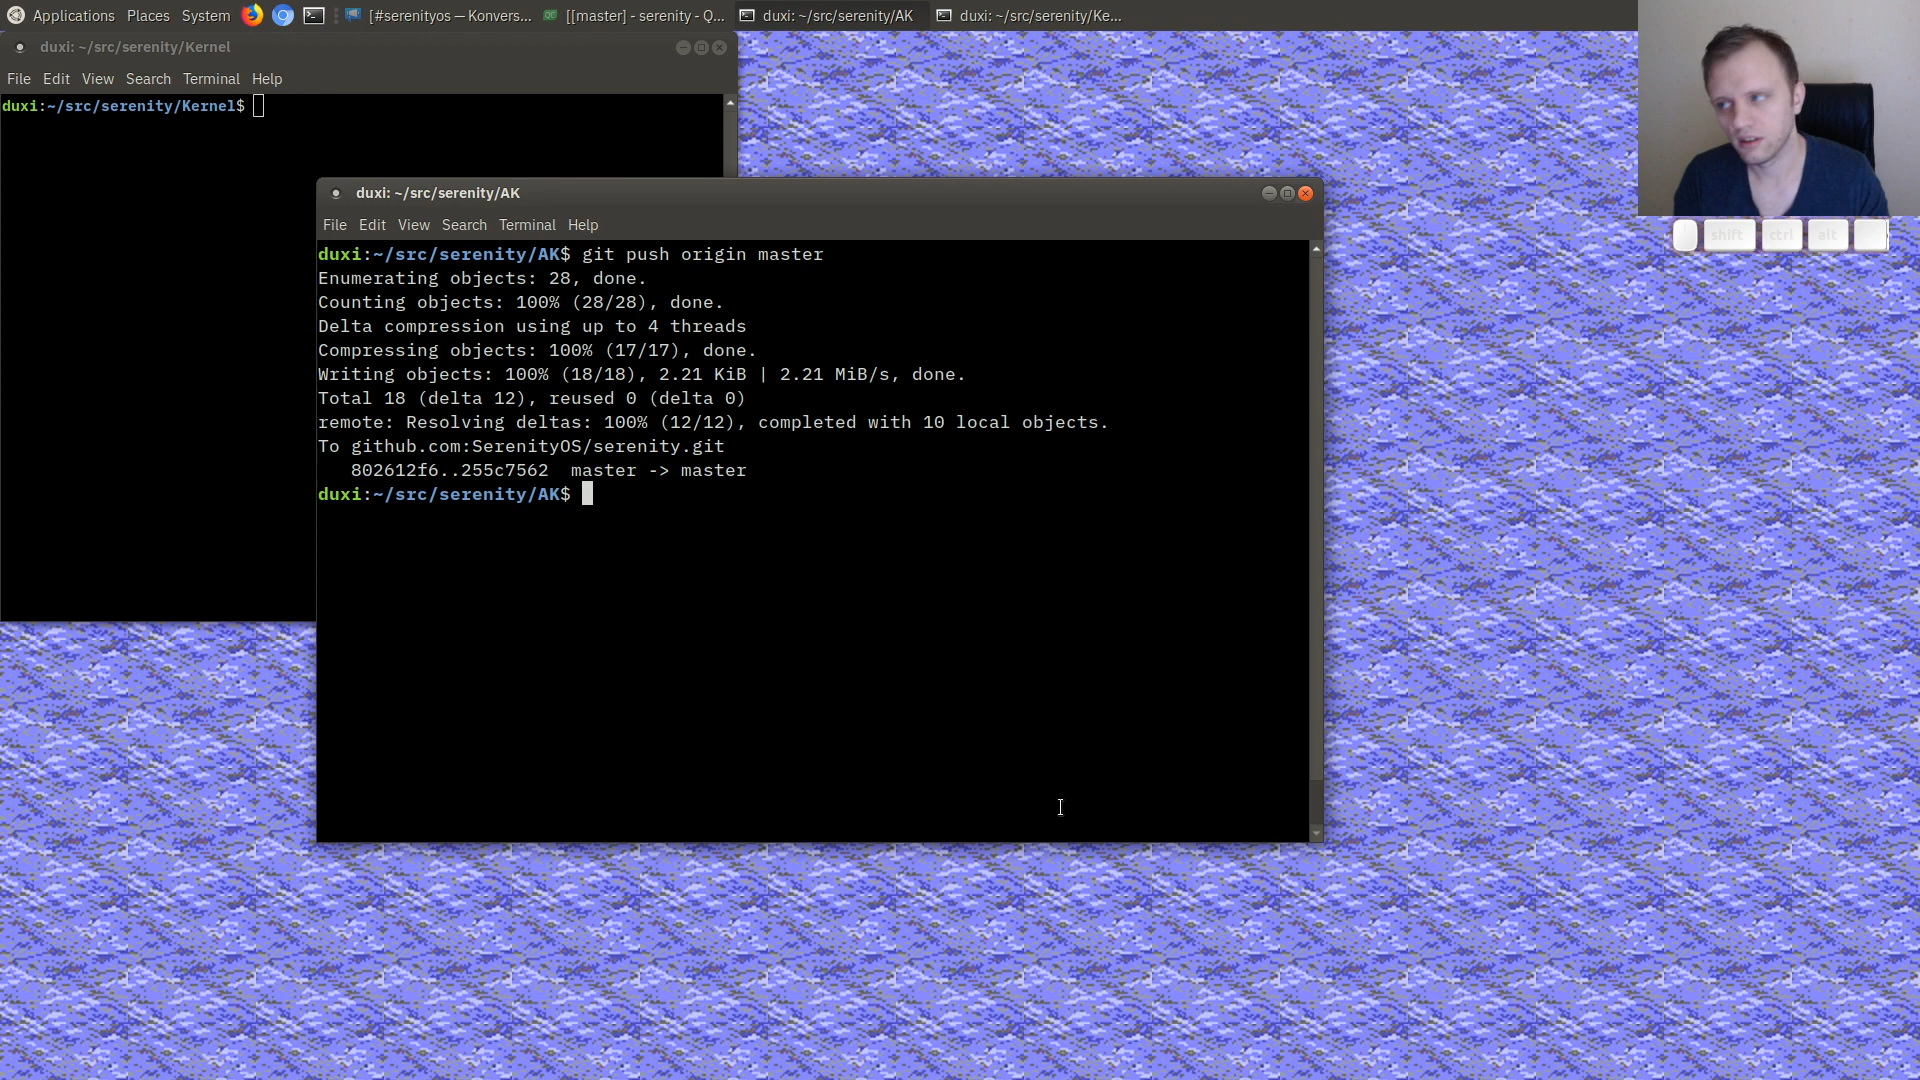 Applications Places System [#serenityos — Konvers... [[master] - serenity - Q... duxi: ~/src/serenity/AK duxi: ~/src/serenity/Ke...
duxi: ~/src/serenity/Kernel
File Edit View Search Terminal Help
duxi:~/src/serenity/Kernel$
duxi: ~/src/serenity/AK
File Edit View Search Terminal Help
shift ctrl alt
duxi:~/src/serenity/AK$ git push origin master
Enumerating objects: 28, done.
Counting objects: 100% (28/28), done.
Delta compression using up to 4 threads
Compressing objects: 100% (17/17), done.
Writing objects: 100% (18/18), 2.21 KiB | 2.21 MiB/s, done.
Total 18 (delta 12), reused 0 (delta 0)
remote: Resolving deltas: 100% (12/12), completed with 10 local objects.
To github.com:SerenityOS/serenity.git
802612f6..255c7562 master -> master
duxi:~/src/serenity/AK$